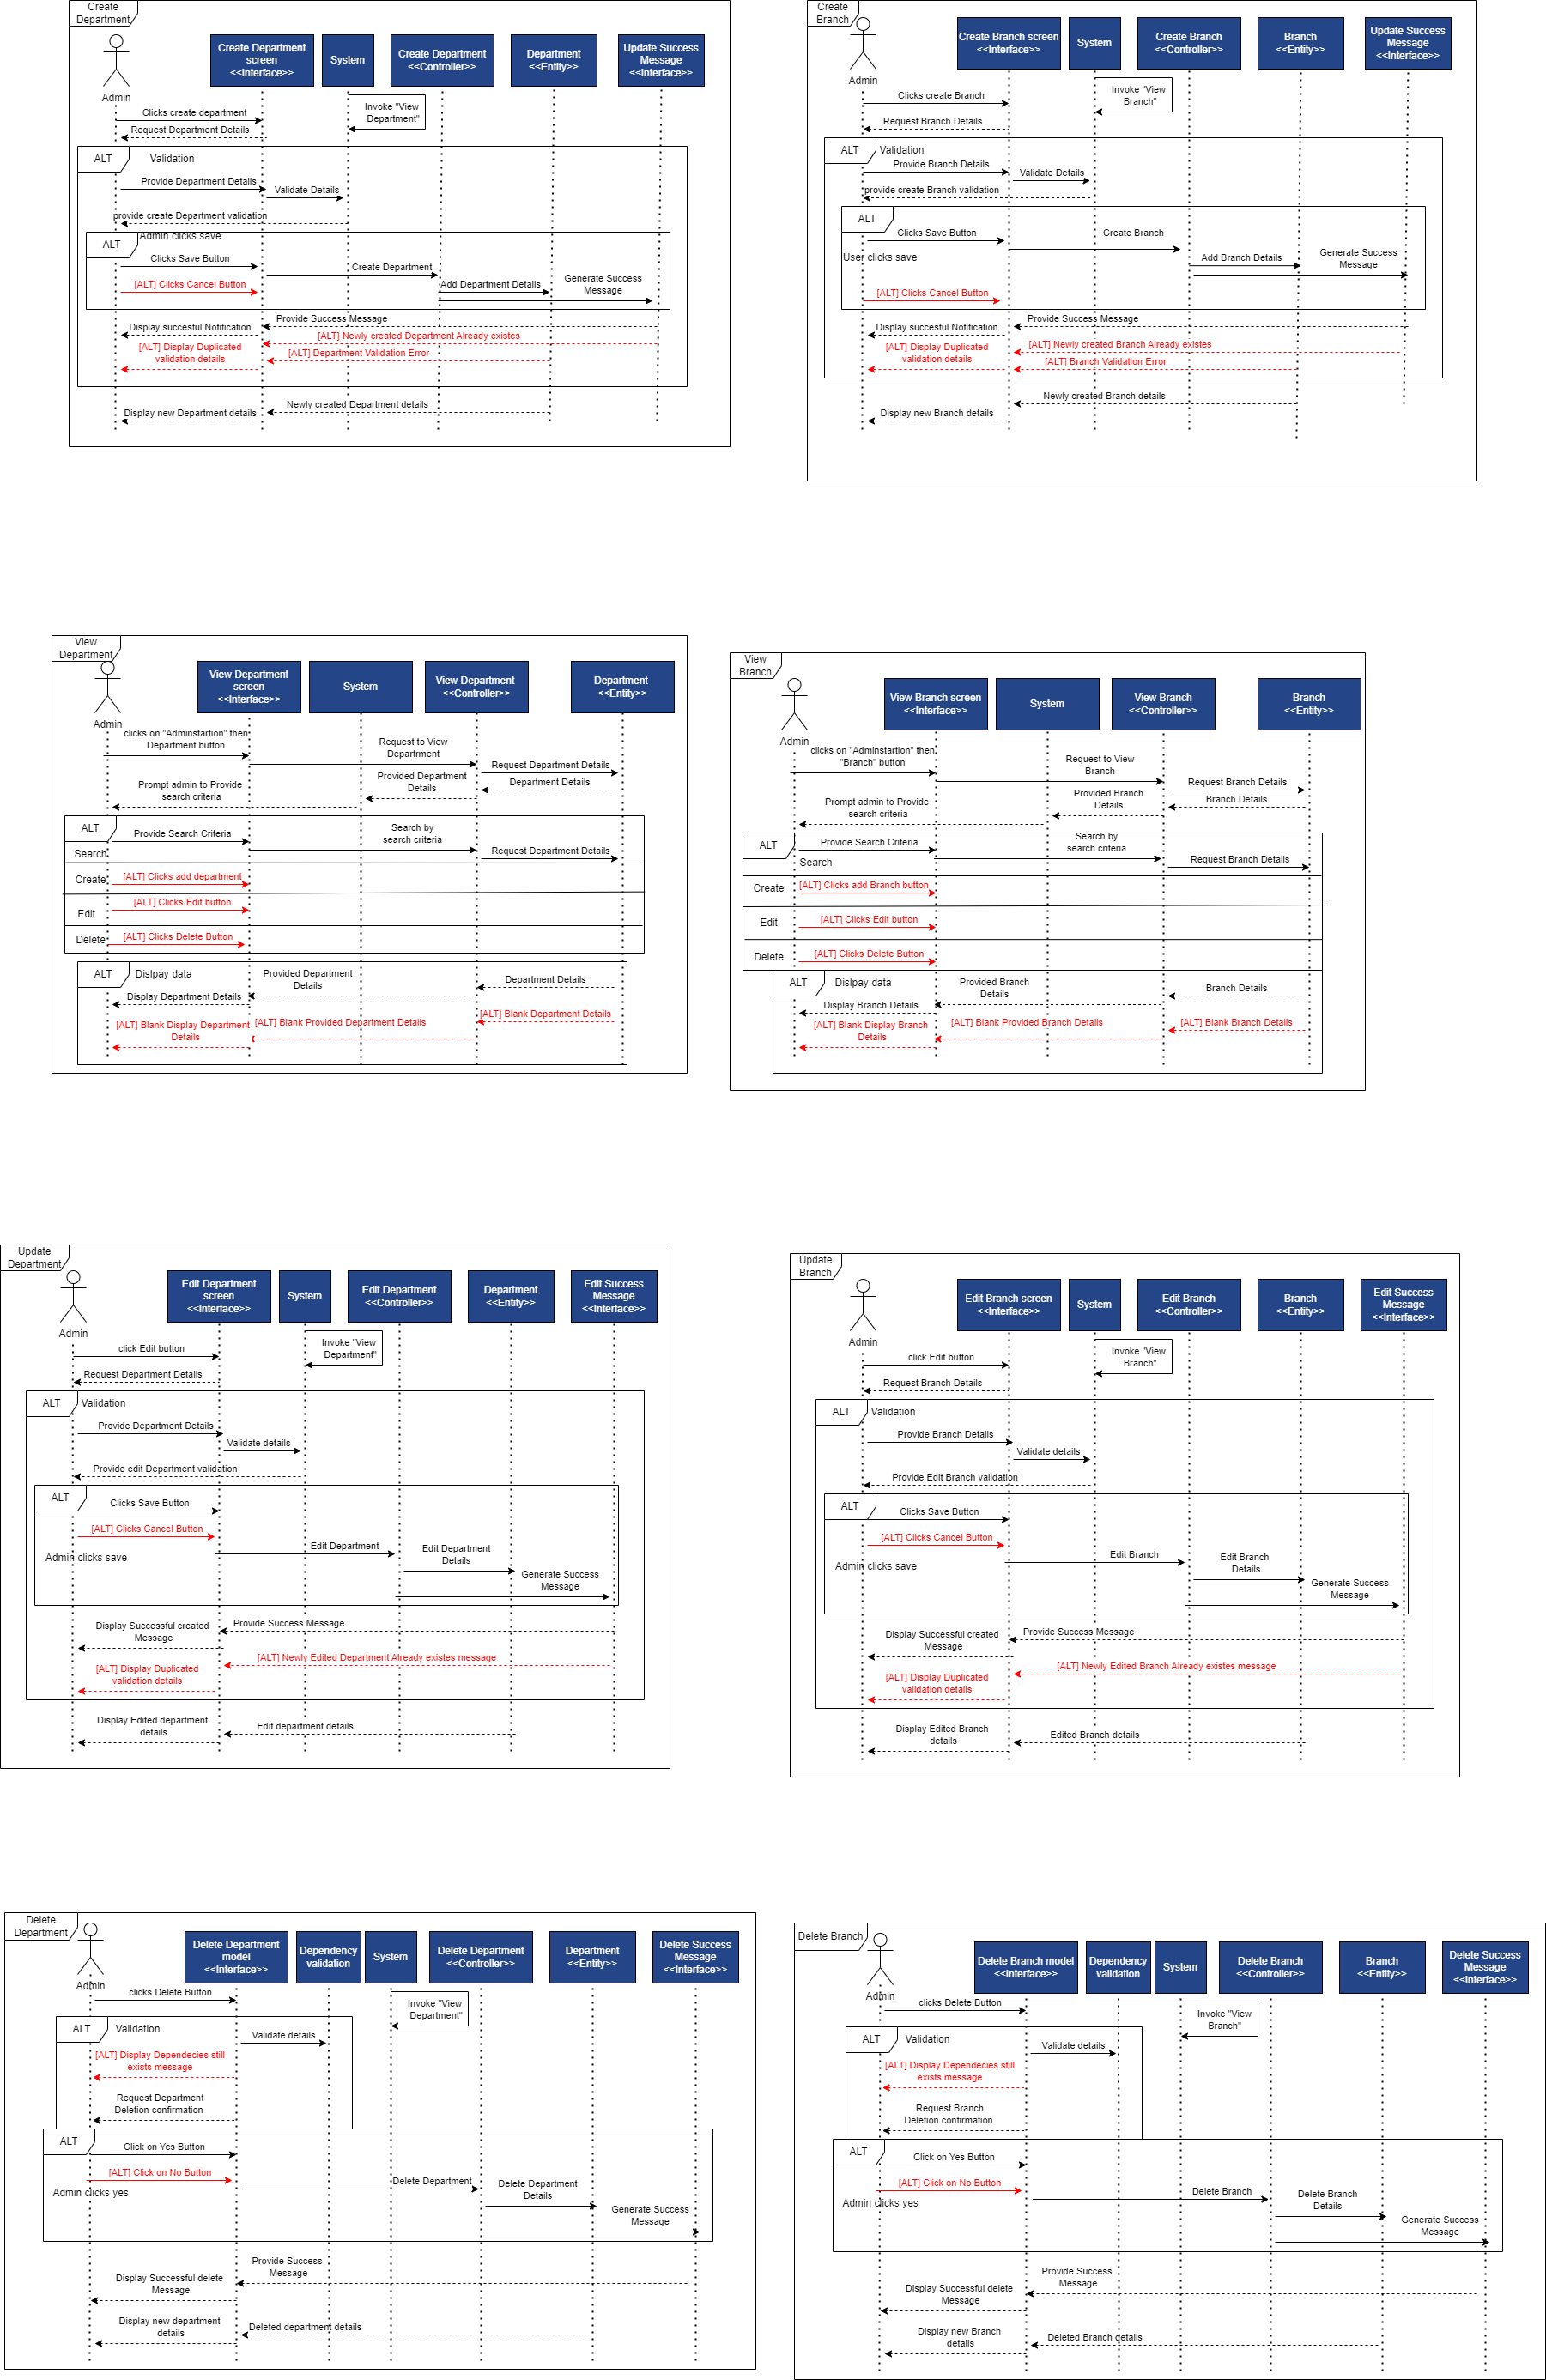 Create
Department
Create Department
screen
<<Interface>>
System
Create Department
<<Controller>>
Department
<<Entity>>
Update Success
Message
<<Interface>>
Admin
Invoke "View
Department"
Clicks create department
Request Department Details
ALT
Validation
Provide Department Details
Validate Details
provide create Department validation
ALT
Admin clicks save
Clicks Save Button
Create Department
[ALT] Clicks Cancel Button
Add Department Details
Generate Success
Message
Provide Success Message
Display succesful Notification
[ALT] Newly created Department Already existes
[ALT] Display Duplicated
validation details
[ALT] Department Validation Error
Newly created Department details
Display new Department details
Create
Branch
Create Branch screen
<<Interface>>
System
Create Branch
<<Controller>>
Branch
<<Entity>>
Update Success
Message
<<Interface>>
Admin
Invoke "View
Branch"
Clicks create Branch
Request Branch Details
ALT
Validation
Provide Branch Details
Validate Details
provide create Branch validation
ALT
Clicks Save Button
Create Branch
User clicks save
Add Branch Details
Generate Success
Message
[ALT] Clicks Cancel Button
Provide Success Message
Display succesful Notification
[ALT] Newly created Branch Already existes
[ALT] Display Duplicated
validation details
[ALT] Branch Validation Error
Newly created Branch details
Display new Branch details
View
Department
View Department
screen
<<Interface>>
System
View Department
<<Controller>>
Department
<<Entity>>
Admin
clicks on "Adminstartion" then
Department button
Request to View
Department
Request Department Details
Department Details
Provided Department
Details
Prompt admin to Provide
search criteria
ALT
Provide Search Criteria
Search by
search criteria
Request Department Details
Search
Create
[ALT] Clicks add department
Edit
[ALT] Clicks Edit button
Delete
[ALT] Clicks Delete Button
ALT
Dislpay data
Provided Department
Details
Department Details
Display Department Details
[ALT] Blank Display Department
Details
[ALT] Blank Provided Department Details
[ALT] Blank Department Details
View
Branch
View Branch screen
<<Interface>>
System
View Branch
<<Controller>>
Branch
<<Entity>>
Admin
clicks on "Adminstartion" then
"Branch" button
Request to View
Branch
Request Branch Details
Branch Details
Provided Branch
Details
Prompt admin to Provide
search criteria
ALT
Provide Search Criteria
Search by
search criteria
Request Branch Details
Search
Create
[ALT] Clicks add Branch button
Edit
[ALT] Clicks Edit button
Delete
[ALT] Clicks Delete Button
ALT
Dislpay data
Provided Branch
Details
Branch Details
Display Branch Details
[ALT] Blank Display Branch
Details
[ALT] Blank Provided Branch Details
[ALT] Blank Branch Details
Update
Department
Edit Department
screen
<<Interface>>
System
Edit Department
<<Controller>>
Department
<<Entity>>
Edit Success
Message
<<Interface>>
Admin
Invoke "View
Department"
click Edit button
Request Department Details
ALT
Validation
Provide Department Details
Validate details
Provide edit Department validation
ALT
Clicks Save Button
[ALT] Clicks Cancel Button
Admin clicks save
Edit Department
Edit Department
Details
Generate Success
Message
Provide Success Message
Display Successful created
Message
[ALT] Newly Edited Department Already existes message
[ALT] Display Duplicated
validation details
Display Edited department
details
Edit department details
Update
Branch
Edit Branch screen
<<Interface>>
System
Edit Branch
<<Controller>>
Branch
<<Entity>>
Edit Success
Message
<<Interface>>
Admin
Invoke "View
Branch"
click Edit button
Request Branch Details
ALT
Validation
Provide Branch Details
Validate details
Provide Edit Branch validation
ALT
Clicks Save Button
[ALT] Clicks Cancel Button
Admin clicks save
Edit Branch
Edit Branch
Details
Generate Success
Message
Provide Success Message
Display Successful created
Message
[ALT] Newly Edited Branch Already existes message
[ALT] Display Duplicated
validation details
Display Edited Branch
details
Edited Branch details
Delete
Department
Delete Department
model
<<Interface>>
Dependency
validation
System
Delete Department
<<Controller>>
Department
<<Entity>>
Delete Success
Message
<<Interface>>
Admin
clicks Delete Button
Invoke "View
Department"
ALT
Validation
Validate details
[ALT] Display Dependecies still
exists message
Request Department
Deletion confirmation
ALT
Click on Yes Button
[ALT] Click on No Button
Admin clicks yes
Delete Department
Delete Department
Details
Generate Success
Message
Provide Success
Message
Display Successful delete
Message
Display new department
details
Deleted department details
Delete Branch
Delete Branch model
<<Interface>>
Dependency
validation
System
Delete Branch
<<Controller>>
Branch
<<Entity>>
Delete Success
Message
<<Interface>>
Admin
clicks Delete Button
Invoke "View
Branch"
ALT
Validation
Validate details
[ALT] Display Dependecies still
exists message
Request Branch
Deletion confirmation
ALT
Click on Yes Button
[ALT] Click on No Button
Admin clicks yes
Delete Branch
Delete Branch
Details
Generate Success
Message
Provide Success
Message
Display Successful delete
Message
Display new Branch
details
Deleted Branch details